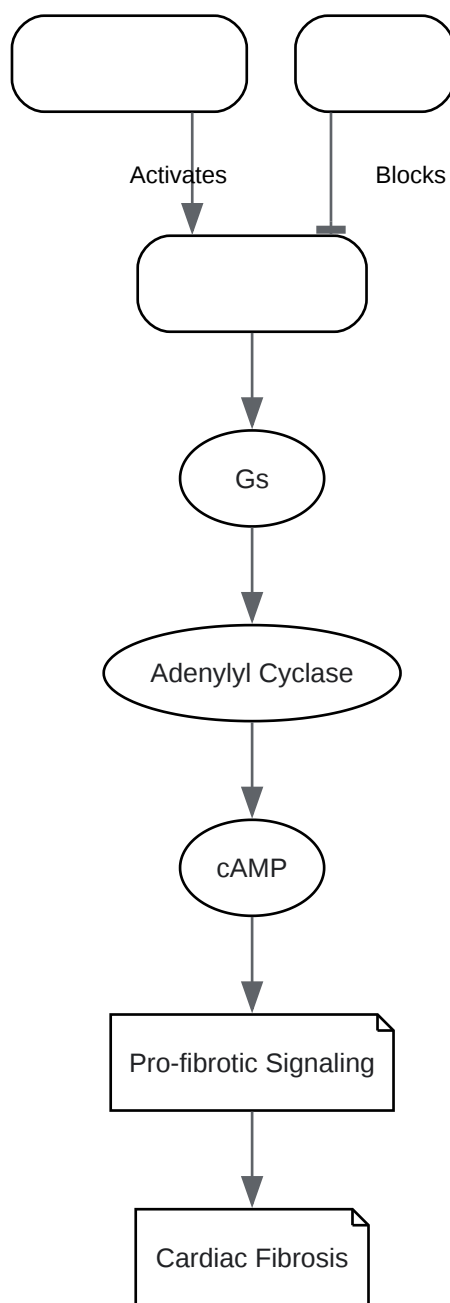 Activates
Blocks
Gs
Adenylyl Cyclase
cAMP
Pro-fibrotic Signaling
Cardiac Fibrosis